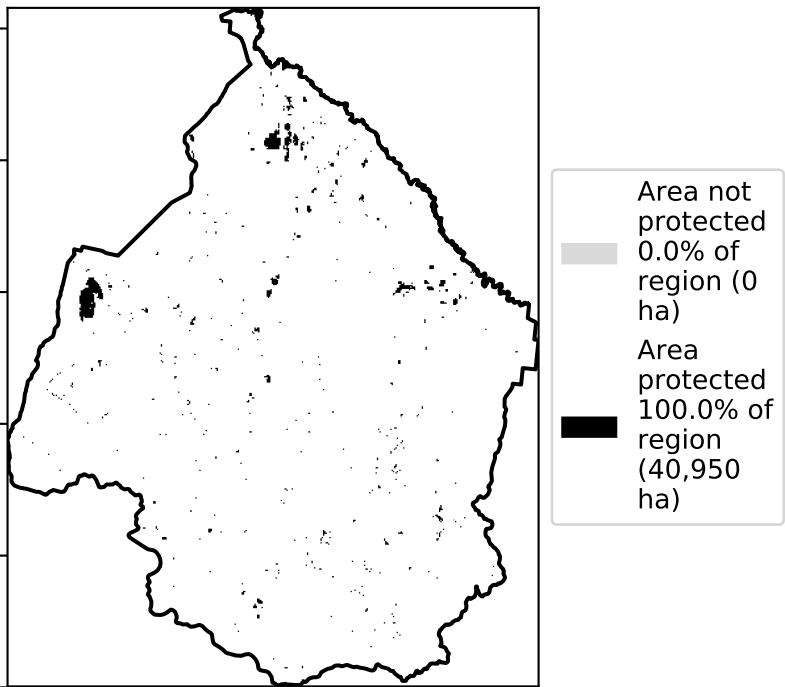 Area not
protected
0.0% of
region (0
ha)
Area
protected
100.0% of
region
(40,950
ha)